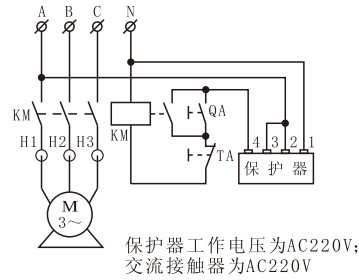 A B C N
KM
KM
QA
H1 H2 H3
TA
4 3 2 1
保护器
M
3~
保护器工作电压为AC220V;
交流接触器为AC220V